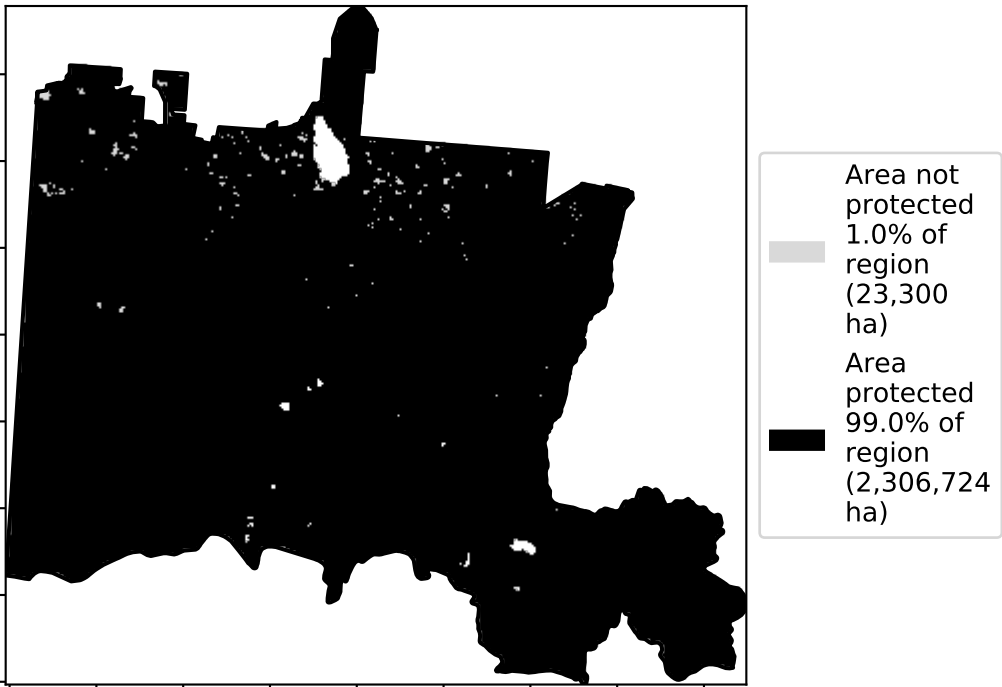 Area not
protected
1.0% of
region
(23,300
ha)
Area
protected
99.0% of
region
(2,306,724
ha)